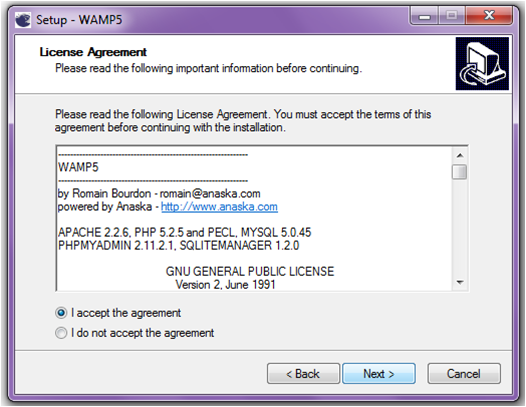 Setup - WAMP5
License Agreement
Please read the following important information before continuing.
Please read the following License Agreement. You must accept the terms of this
agreement before continuing with the installation.
------------------------------------------------------------
WAMP5
------------------------------------------------------------
by Romain Bourdon - romain@anaska.com
powered by Anaska - http://www.anaska.com
APACHE 2.2.6, PHP 5.2.5 and PECL, MYSQL 5.0.45
PHPMYADMIN 2.11.2.1, SQLITEMANAGER 1.2.0
GNU GENERAL PUBLIC LICENSE
Version 2, June 1991
I accept the agreement
I do not accept the agreement
< Back
Next >
Cancel